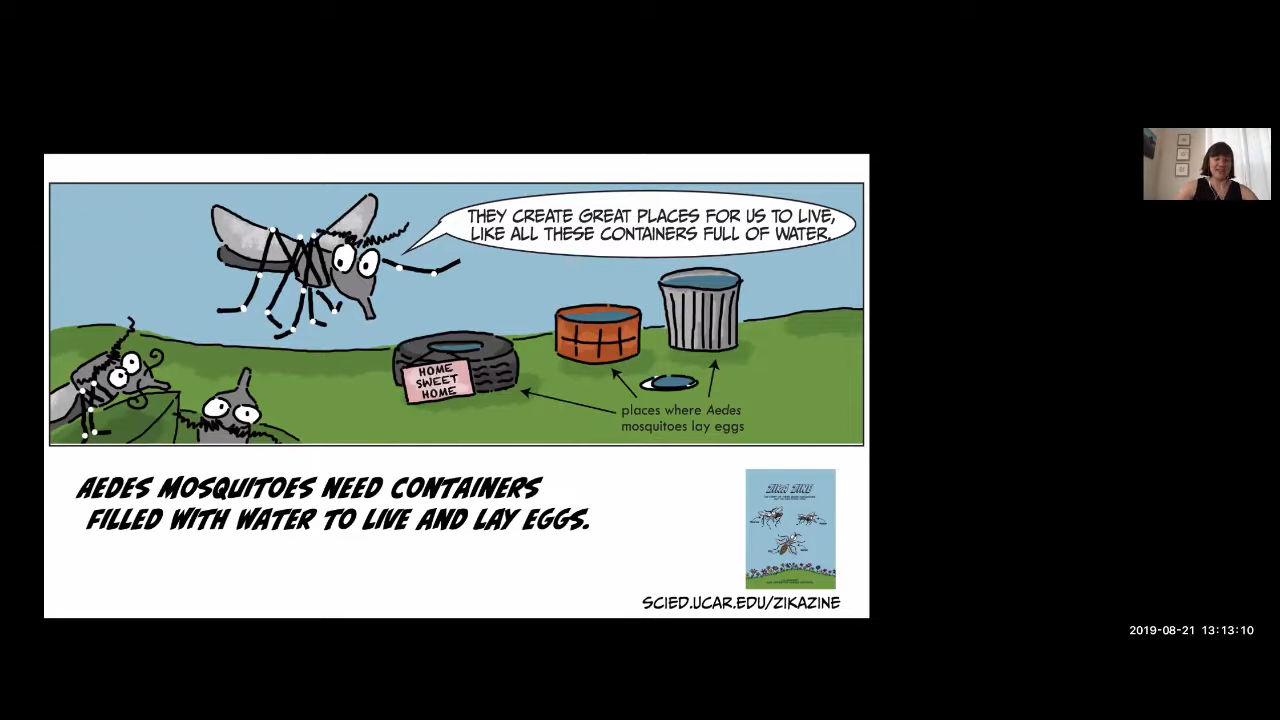 THEY CREATE GREAT PLACES FOR US TO LIVE,
LIKE ALL THESE CONTAINERS FULL OF WATER.
HOME
SWEET
HOME
places where Aedes
mosquitoes lay eggs
AEDES MOSQUITOES NEED CONTAINERS
FILLED WITH WATER TO LIVE AND LAY EGGS.
ZIKA ZINE
SCIED.UCAR.EDU/ZIKAZINE
2019-08-21 13:13:10